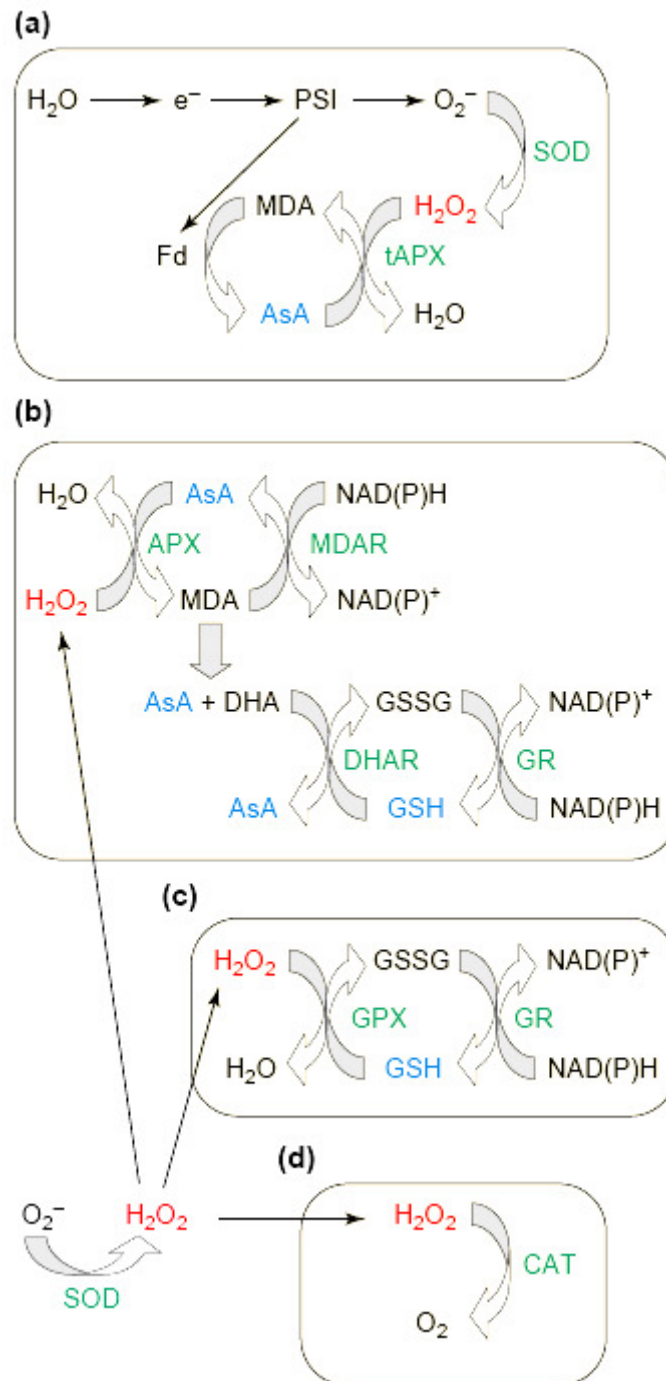 (a)
H₂O e⁻ PSI O₂⁻
SOD
MDA H₂O₂
Fd tAPX
AsA H₂O
(b)
H₂O AsA NAD(P)H
APX MDAR
H₂O₂ MDA NAD(P)⁺
AsA + DHA GSSG NAD(P)⁺
DHAR GR
AsA GSH NAD(P)H
(c)
H₂O₂ GSSG NAD(P)⁺
GPX GR
H₂O GSH NAD(P)H
(d)
O₂⁻ H₂O₂ H₂O₂
CAT
SOD
O₂